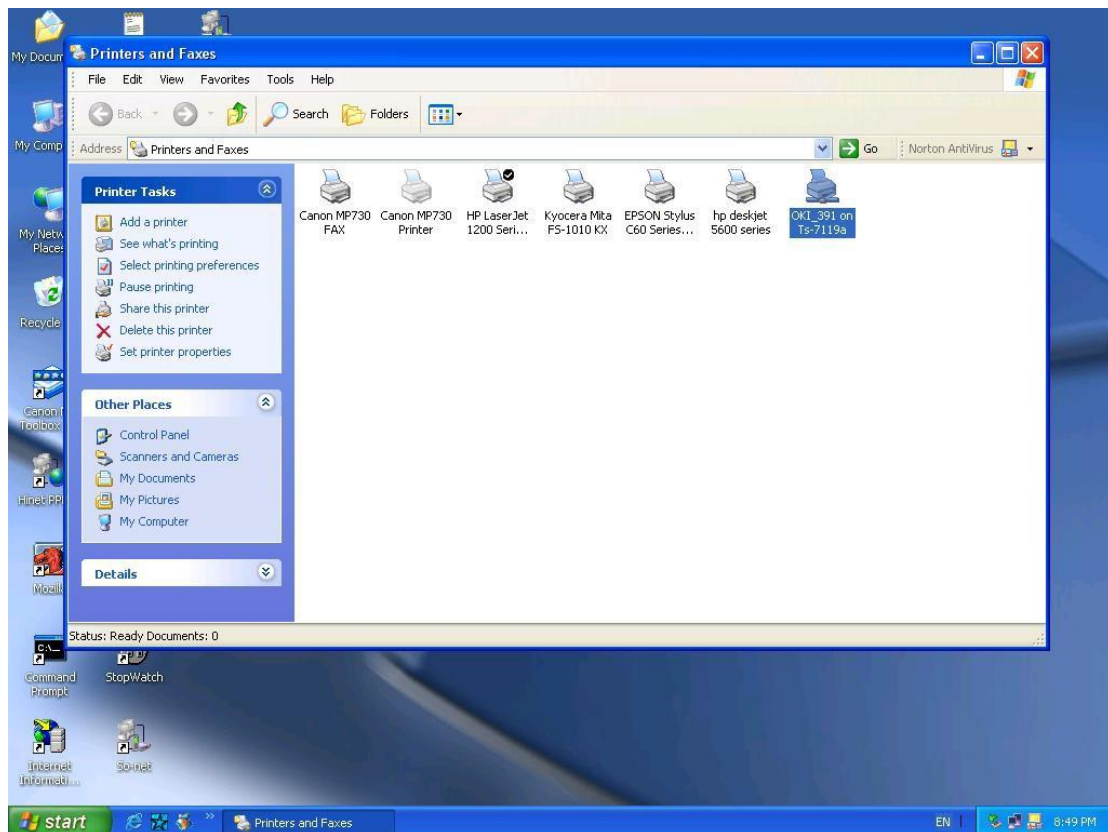 My Docum
Printers and Faxes
File Edit View Favorites Tools Help
Back Search Folders
My Comp
Address Printers and Faxes Go Norton AntiVirus
Printer Tasks
Add a printer
See what's printing
Select printing preferences
Pause printing
Share this printer
Delete this printer
Set printer properties
Canon MP730
FAX
Canon MP730
Printer
HP LaserJet
1200 Seri...
Kyocera Mita
FS-1010 KX
EPSON Stylus
C60 Series...
hp deskjet
5600 series
OKI_391 on
Ts-7119a
My Netw
Places
Recycle
Other Places
Control Panel
Scanners and Cameras
My Documents
My Pictures
My Computer
Canon
Toolbox
Hinet PP
Details
Mozill
Status: Ready Documents: 0
C:\_
Command
Prompt
StopWatch
Internet
Informati...
So-net
start
Printers and Faxes
EN
8:49 PM